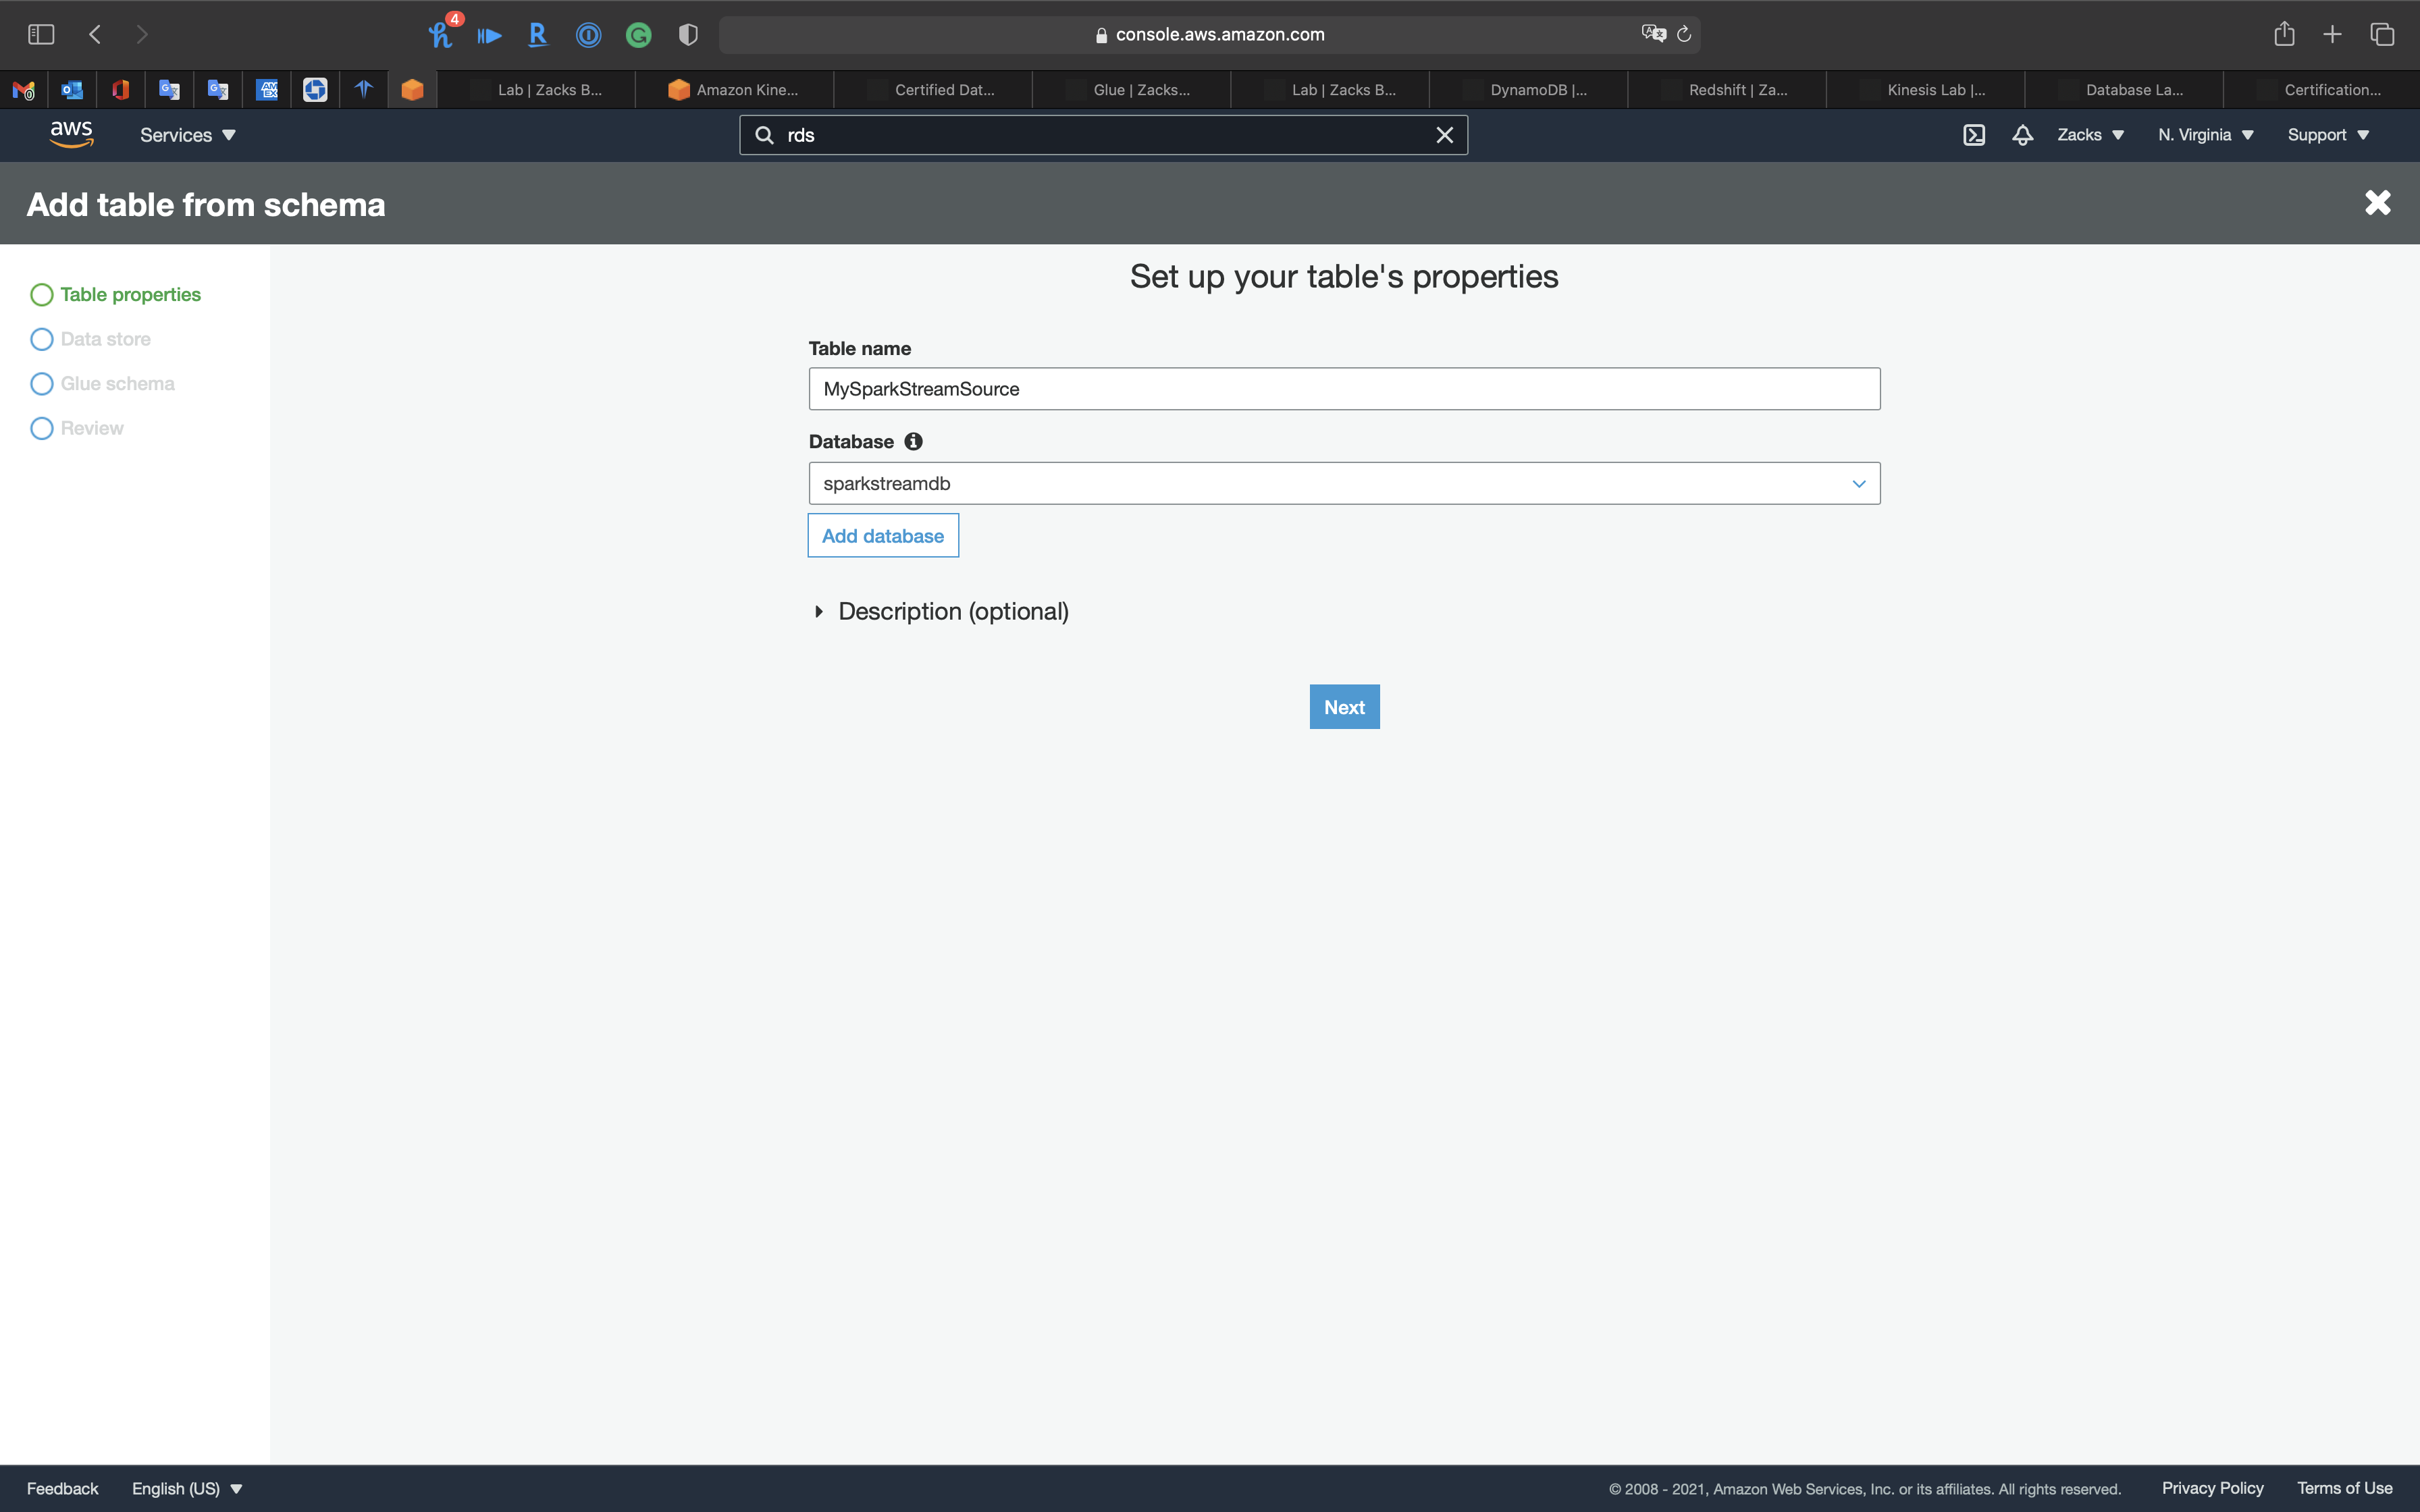 4
console.aws.amazon.com
Lab | Zacks B...
Amazon Kine...
Certified Dat...
Glue | Zacks...
Lab | Zacks B...
DynamoDB |...
Redshift | Za...
Kinesis Lab |...
Database La...
Certification...
aws
Services
rds
Zacks
N. Virginia
Support
Add table from schema
Table properties
Data store
Glue schema
Review
Set up your table's properties
Table name
MySparkStreamSource
Database
sparkstreamdb
Add database
Description (optional)
Next
Feedback
English (US)
© 2008 - 2021, Amazon Web Services, Inc. or its affiliates. All rights reserved.
Privacy Policy
Terms of Use